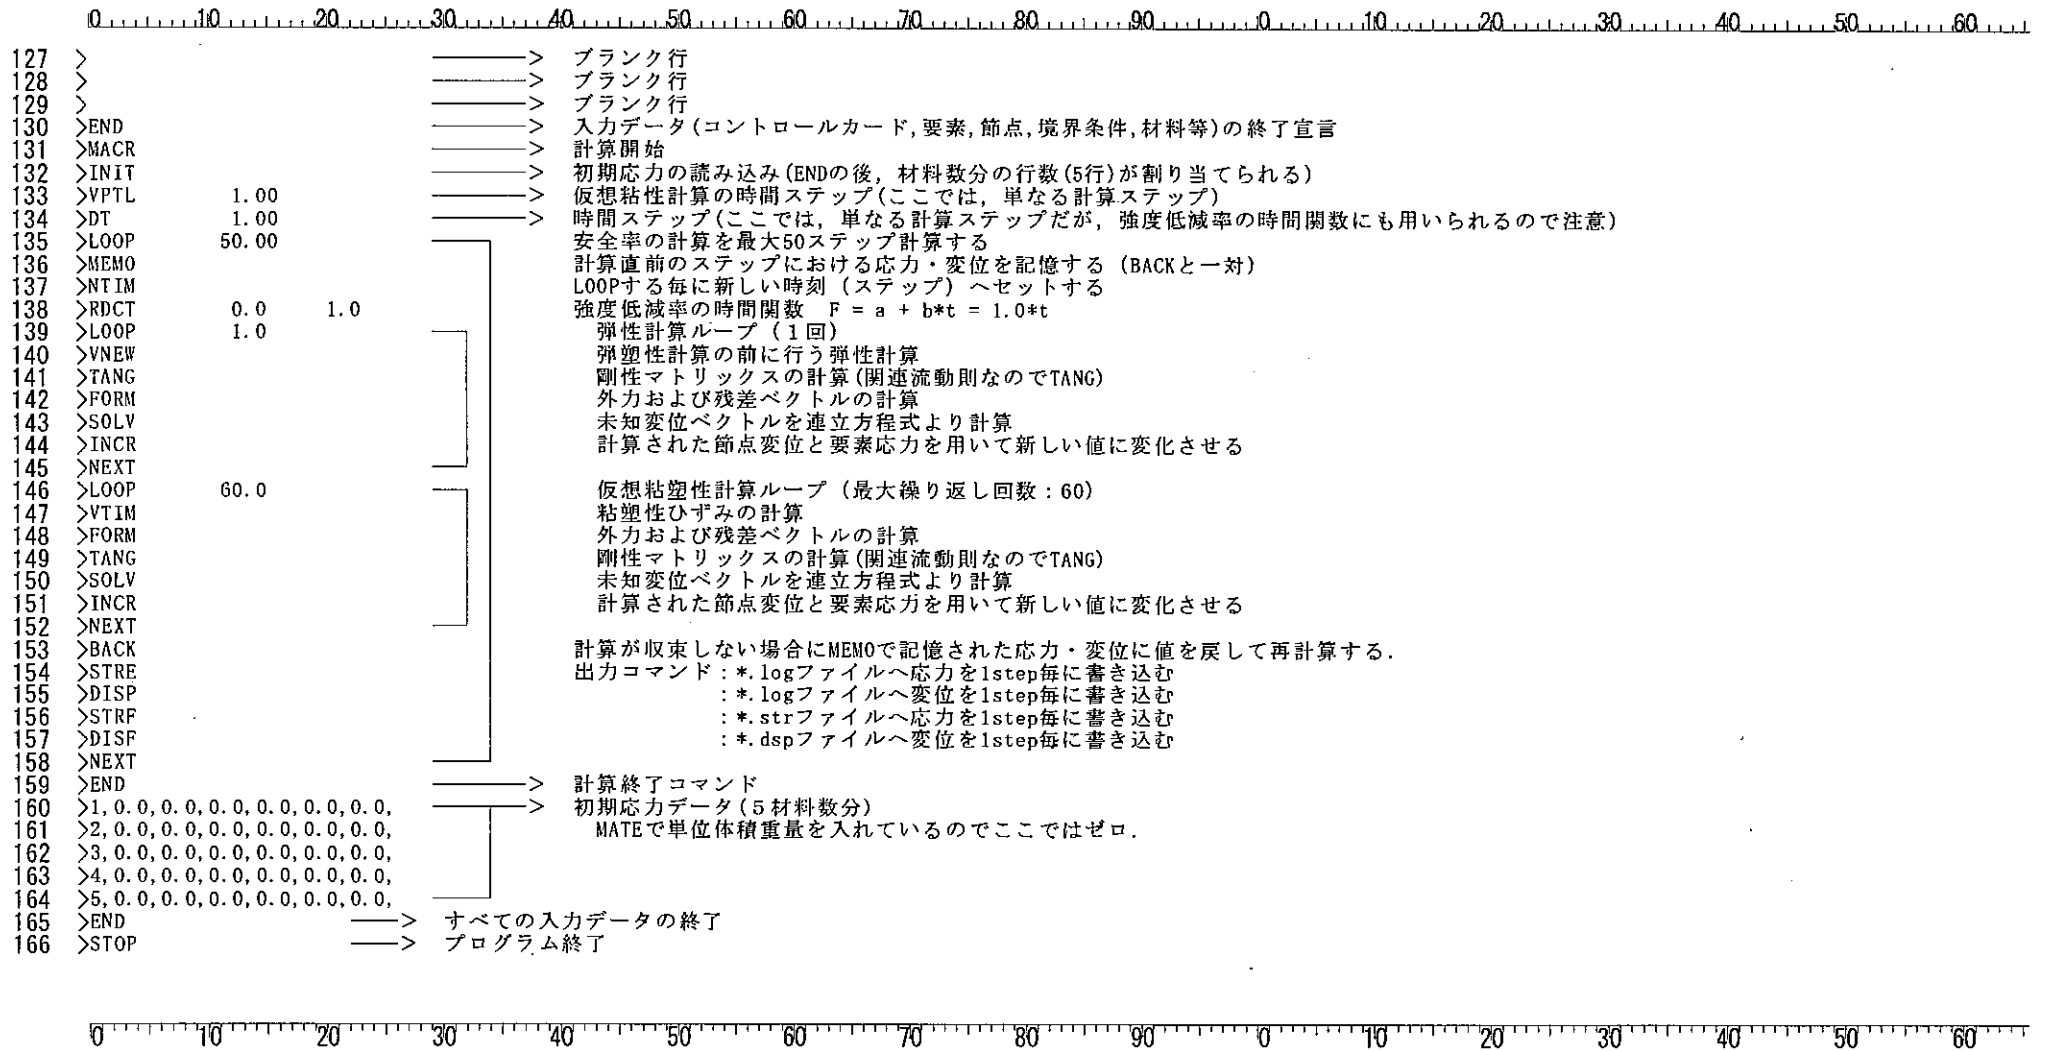 0 10 20 30 40 50 60 70 80 90 0 10 20 30 40 50 60
127 > ――――> ブランク行
128 > ――――> ブランク行
129 > ――――> ブランク行
130 >END ――――> 入力データ(コントロールカード,要素,節点,境界条件,材料等)の終了宣言
131 >MACR ――――> 計算開始
132 >INIT ――――> 初期応力の読み込み(ENDの後, 材料数分の行数(5行)が割り当てられる)
133 >VPTL 1.00 ――――> 仮想粘性計算の時間ステップ(ここでは, 単なる計算ステップ)
134 >DT 1.00 ――――> 時間ステップ(ここでは, 単なる計算ステップだが, 強度低減率の時間関数にも用いられるので注意)
135 >LOOP 50.00 安全率の計算を最大50ステップ計算する
136 >MEMO 計算直前のステップにおける応力・変位を記憶する (BACKと一対)
137 >NTIM LOOPする毎に新しい時刻 (ステップ) へセットする
138 >RDCT 0.0 1.0 強度低減率の時間関数 F = a + b*t = 1.0*t
139 >LOOP 1.0 弾性計算ループ (1回)
140 >VNEW 弾塑性計算の前に行う弾性計算
141 >TANG 剛性マトリックスの計算(関連流動則なのでTANG)
142 >FORM 外力および残差ベクトルの計算
143 >SOLV 未知変位ベクトルを連立方程式より計算
144 >INCR 計算された節点変位と要素応力を用いて新しい値に変化させる
145 >NEXT
146 >LOOP 60.0 仮想粘塑性計算ループ (最大繰り返し回数:60)
147 >VTIM 粘塑性ひずみの計算
148 >FORM 外力および残差ベクトルの計算
149 >TANG 剛性マトリックスの計算(関連流動則なのでTANG)
150 >SOLV 未知変位ベクトルを連立方程式より計算
151 >INCR 計算された節点変位と要素応力を用いて新しい値に変化させる
152 >NEXT
153 >BACK 計算が収束しない場合にMEMOで記憶された応力・変位に値を戻して再計算する.
154 >STRE 出力コマンド:*.logファイルへ応力を1step毎に書き込む
155 >DISP :*.logファイルへ変位を1step毎に書き込む
156 >STRF :*.strファイルへ応力を1step毎に書き込む
157 >DISF :*.dspファイルへ変位を1step毎に書き込む
158 >NEXT
159 >END ――――> 計算終了コマンド
160 >1,0.0,0.0,0.0,0.0,0.0,0.0, ――――> 初期応力データ(5材料数分)
161 >2,0.0,0.0,0.0,0.0,0.0,0.0, MATEで単位体積重量を入れているのでここではゼロ.
162 >3,0.0,0.0,0.0,0.0,0.0,0.0,
163 >4,0.0,0.0,0.0,0.0,0.0,0.0,
164 >5,0.0,0.0,0.0,0.0,0.0,0.0,
165 >END ――> すべての入力データの終了
166 >STOP ――> プログラム終了
0 10 20 30 40 50 60 70 80 90 0 10 20 30 40 50 60